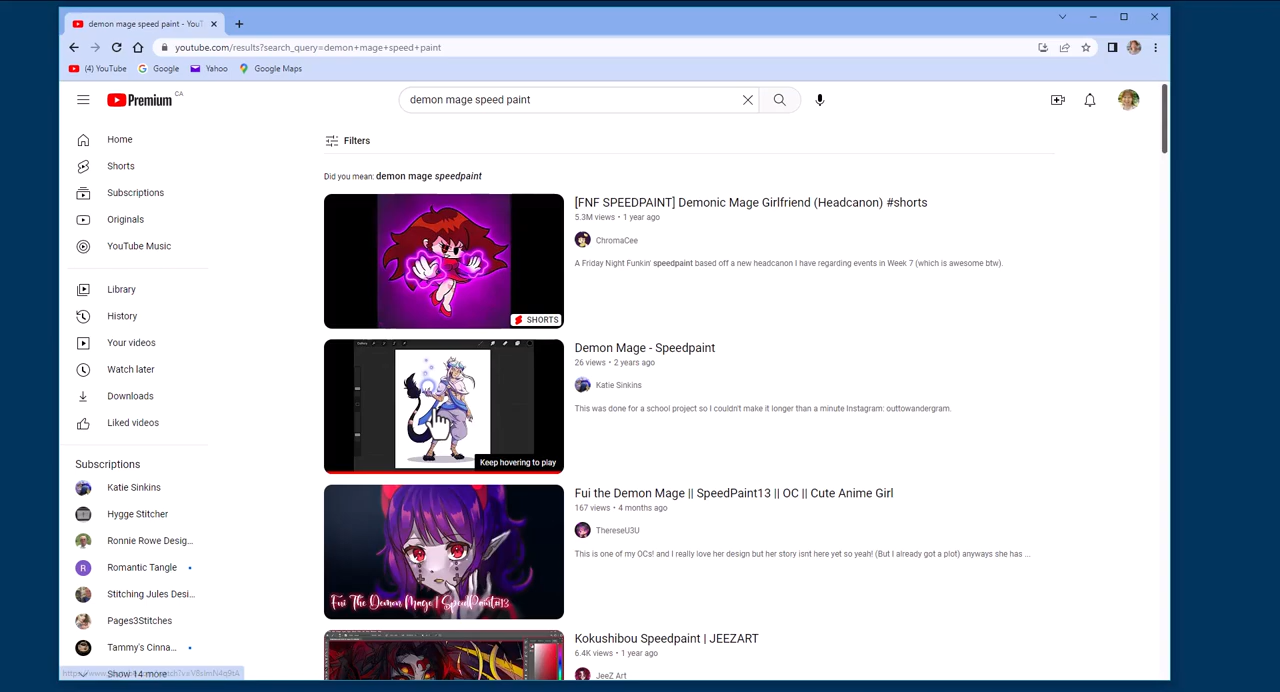 demon mage speed paint - YouT
youtube.com/results?search_query=demon+mage+speed+paint
(4) YouTube
Google
Yahoo
Google Maps
Premium
CA
demon mage speed paint
Home
Shorts
Subscriptions
Originals
YouTube Music
Library
History
Your videos
Watch later
Downloads
Liked videos
Subscriptions
Katie Sinkins
Hygge Stitcher
Ronnie Rowe Desig...
R
Romantic Tangle
Stitching Jules Desi...
Pages3Stitches
Tammy's Cinna...
Show 14 more
Filters
Did you mean: demon mage speedpaint
SHORTS
[FNF SPEEDPAINT] Demonic Mage Girlfriend (Headcanon) #shorts
5.3M views • 1 year ago
ChromaCee
A Friday Night Funkin' speedpaint based off a new headcanon I have regarding events in Week 7 (which is awesome btw).
Keep hovering to play
Demon Mage - Speedpaint
26 views • 2 years ago
Katie Sinkins
This was done for a school project so I couldn't make it longer than a minute Instagram: outtowandergram.
Fui The Demon Mage | SpeedPaint#13
Fui the Demon Mage || SpeedPaint13 || OC || Cute Anime Girl
167 views • 4 months ago
ThereseU3U
This is one of my OCs! and I really love her design but her story isnt here yet so yeah! (But I already got a plot) anyways she has ...
Kokushibou Speedpaint | JEEZART
6.4K views • 1 year ago
JeeZ Art